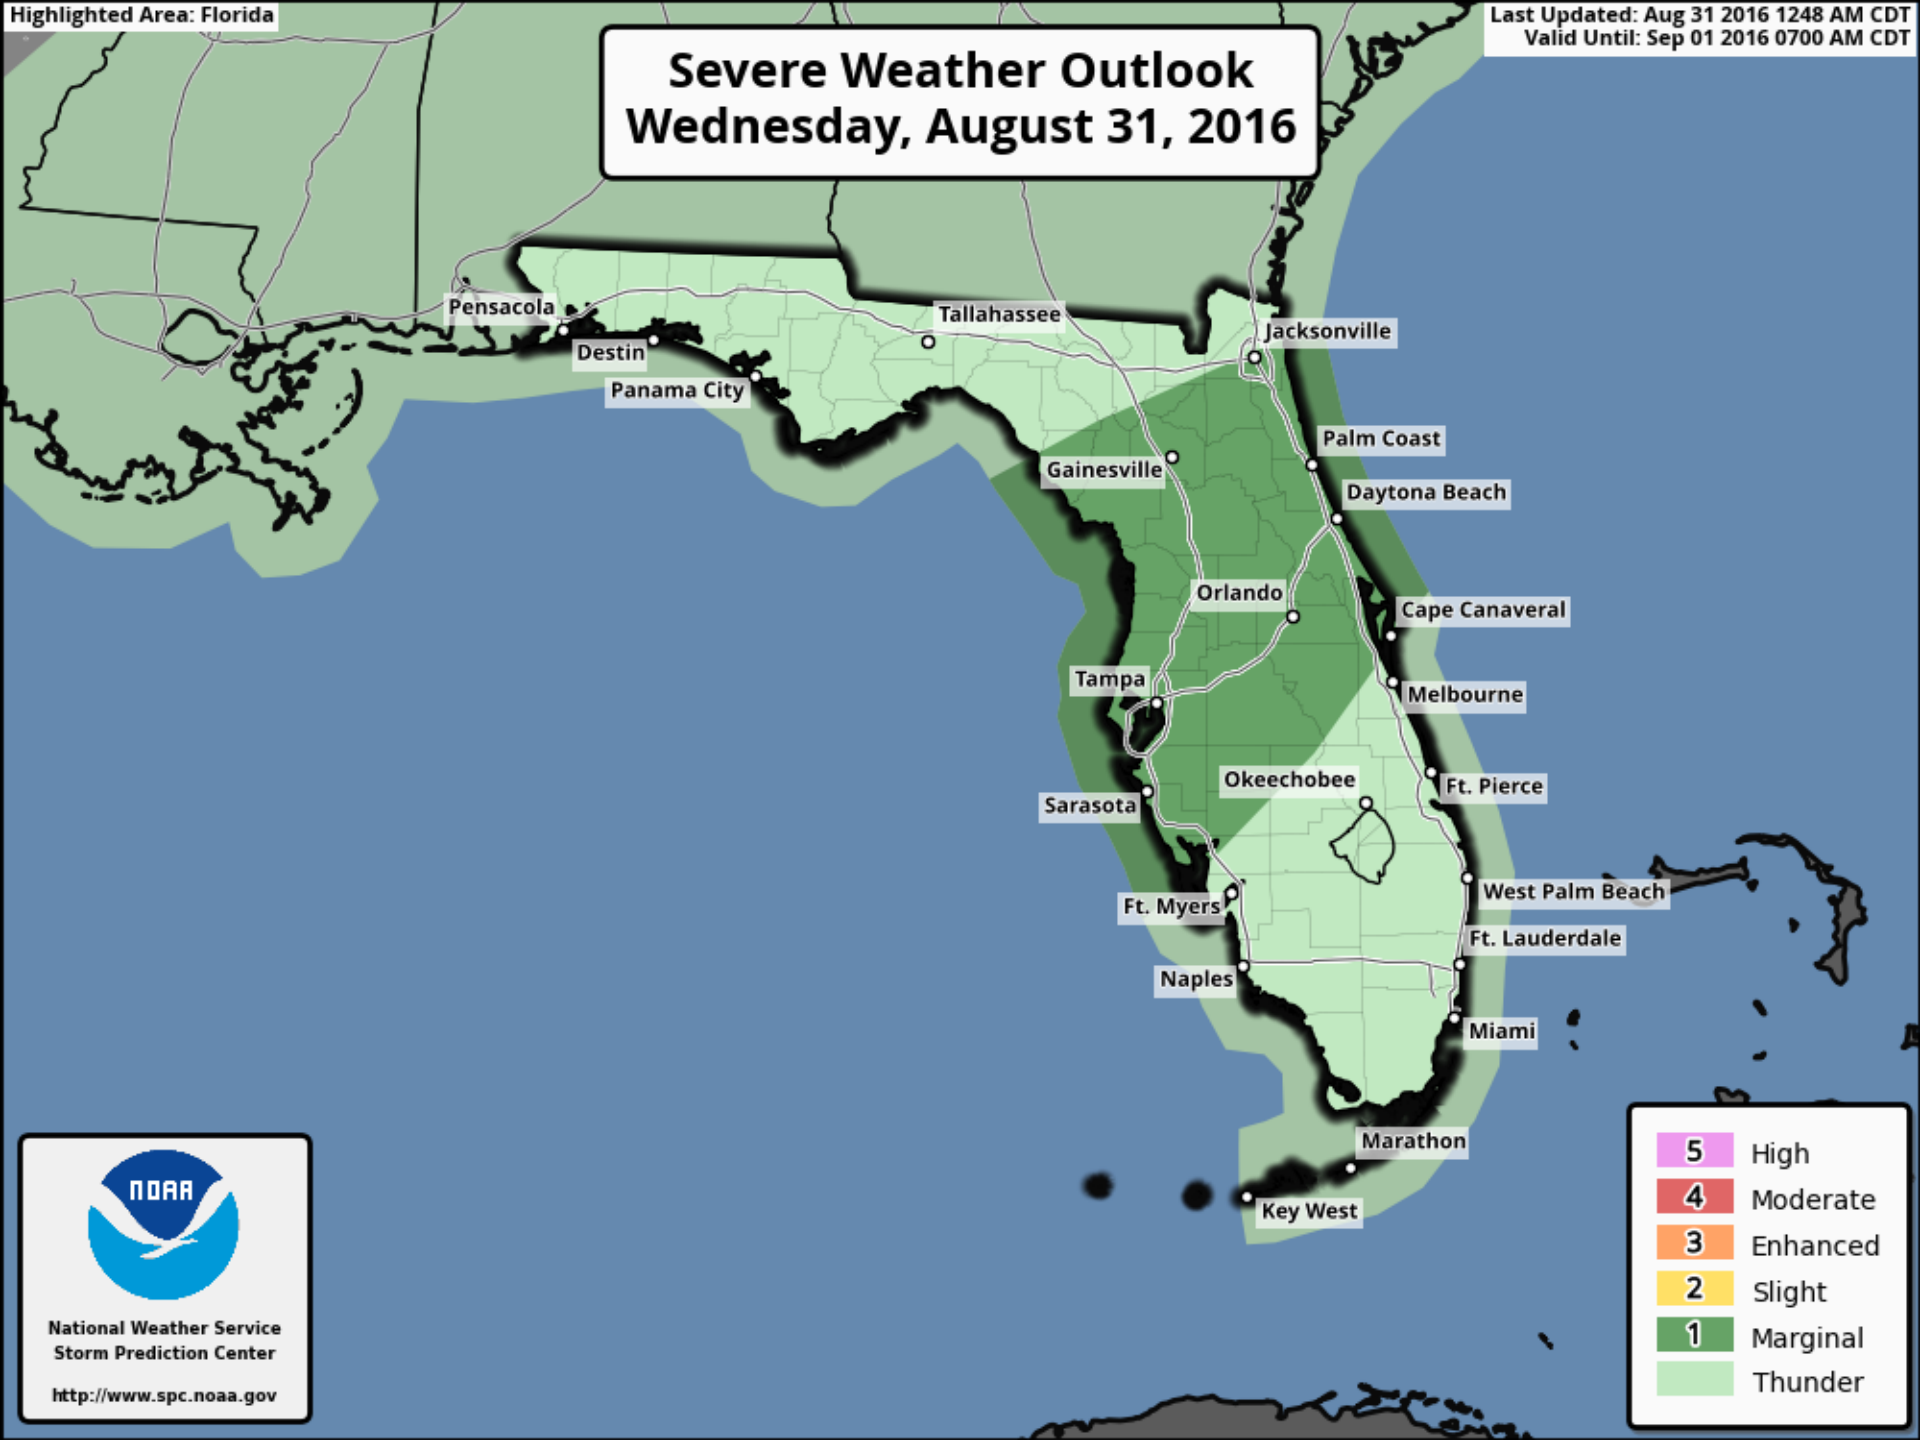 Highlighted Area: Florida
Last Updated: Aug 31 2016 1248 AM CDT
Valid Until: Sep 01 2016 0700 AM CDT
Severe Weather Outlook
Wednesday, August 31, 2016
Pensacola
Tallahassee
Jacksonville
Destin
Panama City
Palm Coast
Gainesville
Daytona Beach
Orlando
Cape Canaveral
Tampa
Melbourne
Okeechobee
Ft. Pierce
Sarasota
West Palm Beach
Ft. Myers
Ft. Lauderdale
Naples
Miami
Marathon
Key West
NOAA
National Weather Service
Storm Prediction Center
http://www.spc.noaa.gov
5 High
4 Moderate
3 Enhanced
2 Slight
1 Marginal
Thunder